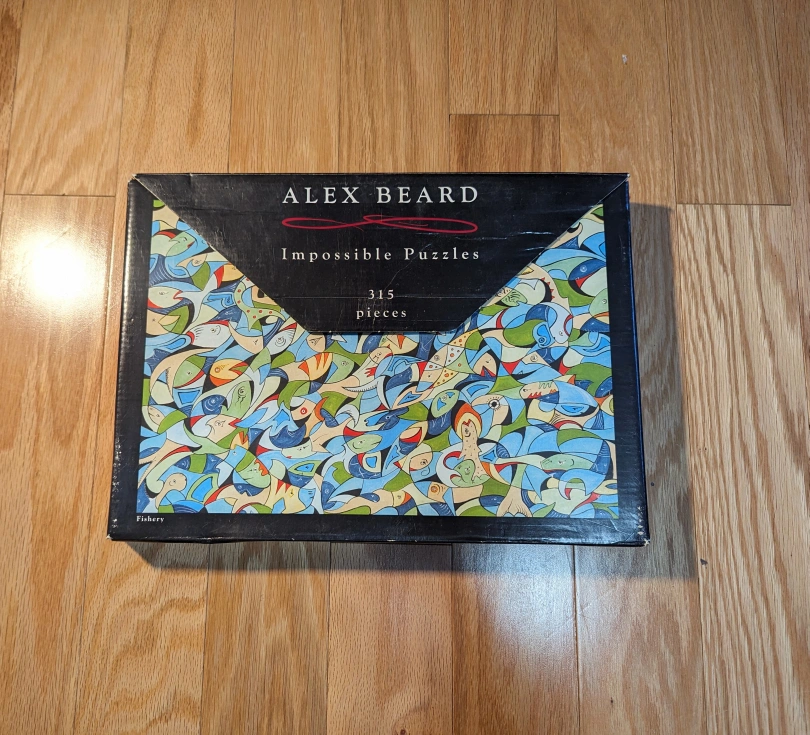 ALEX BEARD
Impossible Puzzles
315
pieces
Fishery